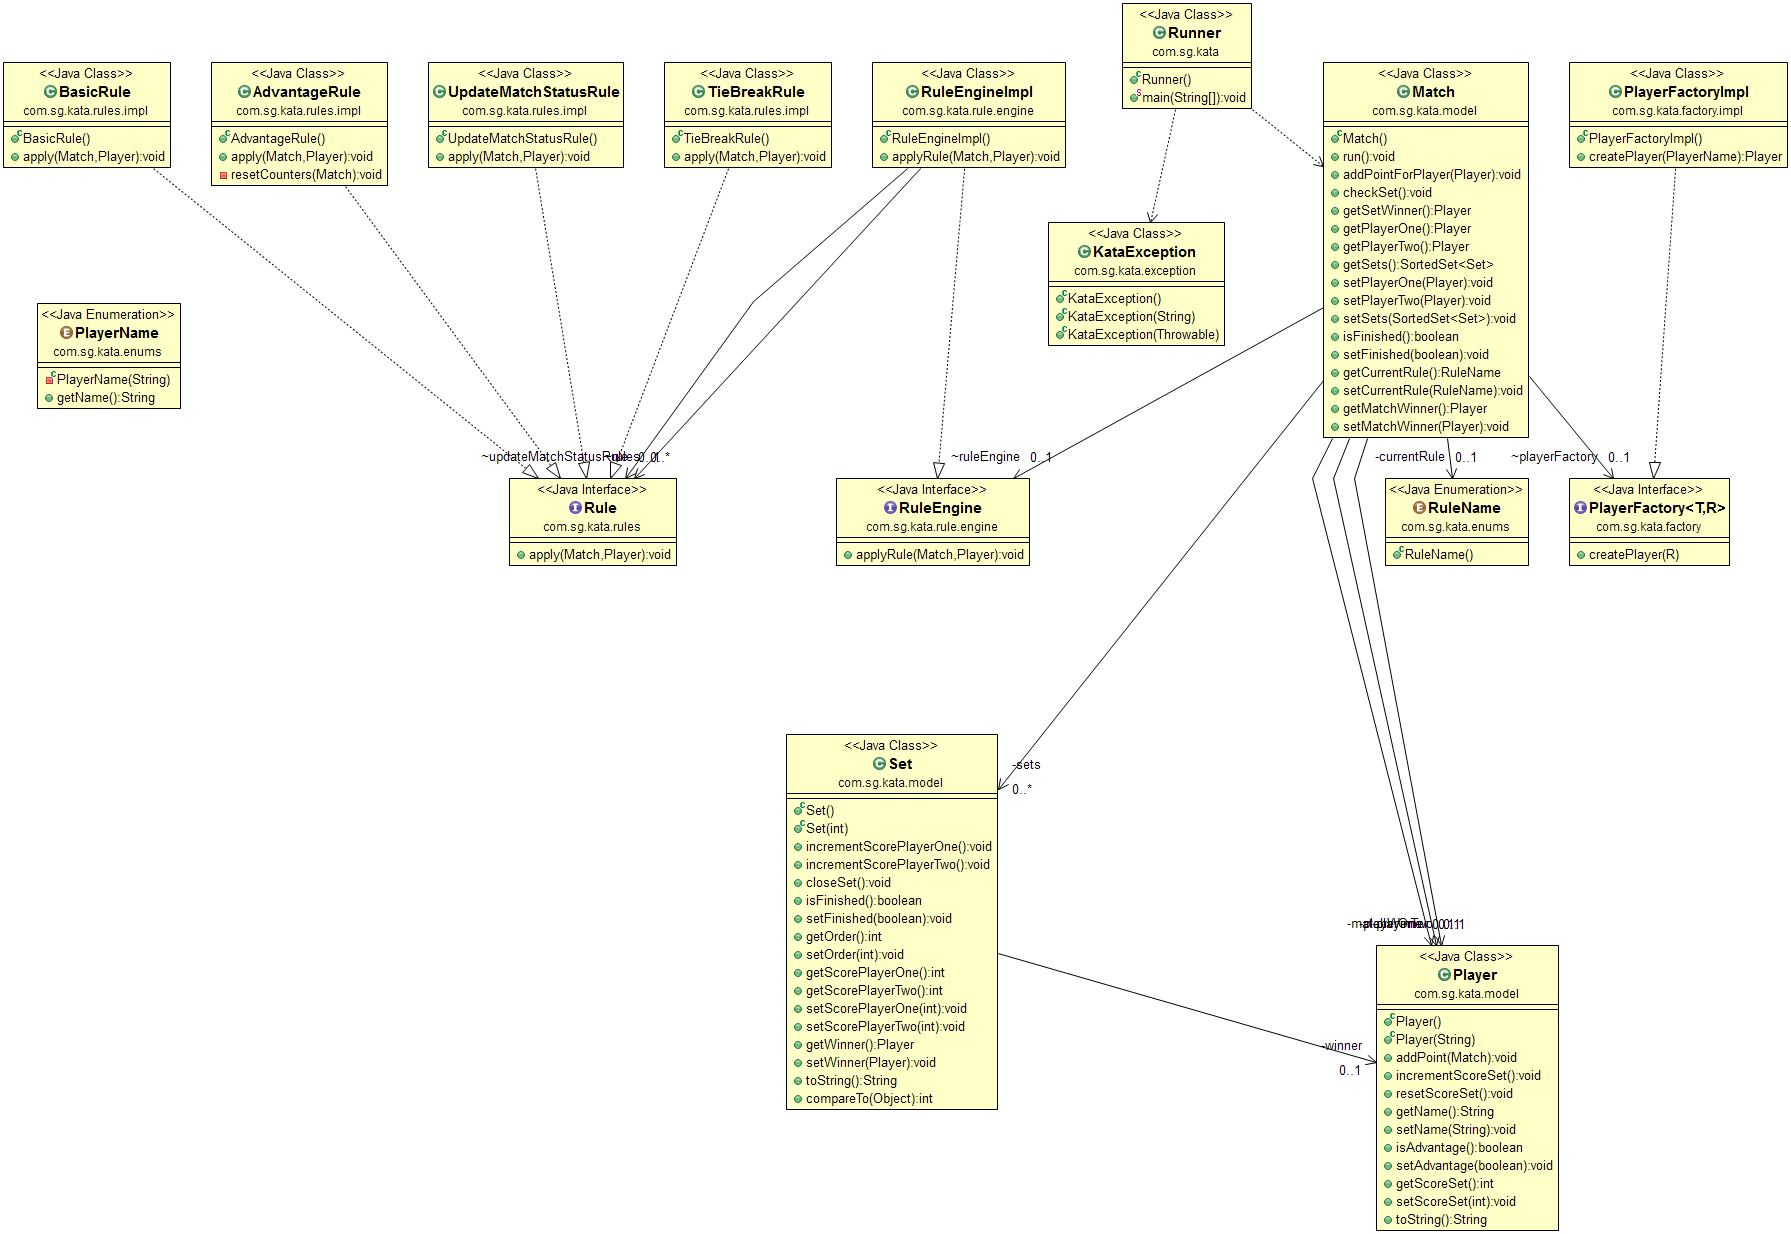 <<Java Class>>
Runner
com.sg.kata
Runner()
main(String[]):void
<<Java Class>>
BasicRule
com.sg.kata.rules.impl
BasicRule()
apply(Match,Player):void
<<Java Class>>
AdvantageRule
com.sg.kata.rules.impl
AdvantageRule()
apply(Match,Player):void
resetCounters(Match):void
<<Java Class>>
UpdateMatchStatusRule
com.sg.kata.rules.impl
UpdateMatchStatusRule()
apply(Match,Player):void
<<Java Class>>
TieBreakRule
com.sg.kata.rules.impl
TieBreakRule()
apply(Match,Player):void
<<Java Class>>
RuleEngineImpl
com.sg.kata.rule.engine
RuleEngineImpl()
applyRule(Match,Player):void
<<Java Class>>
Match
com.sg.kata.model
Match()
run():void
addPointForPlayer(Player):void
checkSet():void
getSetWinner():Player
getPlayerOne():Player
getPlayerTwo():Player
getSets():SortedSet<Set>
setPlayerOne(Player):void
setPlayerTwo(Player):void
setSets(SortedSet<Set>):void
isFinished():boolean
setFinished(boolean):void
getCurrentRule():RuleName
setCurrentRule(RuleName):void
getMatchWinner():Player
setMatchWinner(Player):void
<<Java Class>>
PlayerFactoryImpl
com.sg.kata.factory.impl
PlayerFactoryImpl()
createPlayer(PlayerName):Player
<<Java Class>>
KataException
com.sg.kata.exception
KataException()
KataException(String)
KataException(Throwable)
<<Java Enumeration>>
PlayerName
com.sg.kata.enums
PlayerName(String)
getName():String
~updateMatchStatusRule
~ruleEngine 0..1
-currentRule 0..1
~playerFactory 0..1
<<Java Interface>>
Rule
com.sg.kata.rules
apply(Match,Player):void
<<Java Interface>>
RuleEngine
com.sg.kata.rule.engine
applyRule(Match,Player):void
<<Java Enumeration>>
RuleName
com.sg.kata.enums
RuleName()
<<Java Interface>>
PlayerFactory<T,R>
com.sg.kata.factory
createPlayer(R)
<<Java Class>>
Set
com.sg.kata.model
Set()
Set(int)
incrementScorePlayerOne():void
incrementScorePlayerTwo():void
closeSet():void
isFinished():boolean
setFinished(boolean):void
getOrder():int
setOrder(int):void
getScorePlayerOne():int
getScorePlayerTwo():int
setScorePlayerOne(int):void
setScorePlayerTwo(int):void
getWinner():Player
setWinner(Player):void
toString():String
compareTo(Object):int
-sets
0..*
-winner
0..1
<<Java Class>>
Player
com.sg.kata.model
Player()
Player(String)
addPoint(Match):void
incrementScoreSet():void
resetScoreSet():void
getName():String
setName(String):void
isAdvantage():boolean
setAdvantage(boolean):void
getScoreSet():int
setScoreSet(int):void
toString():String